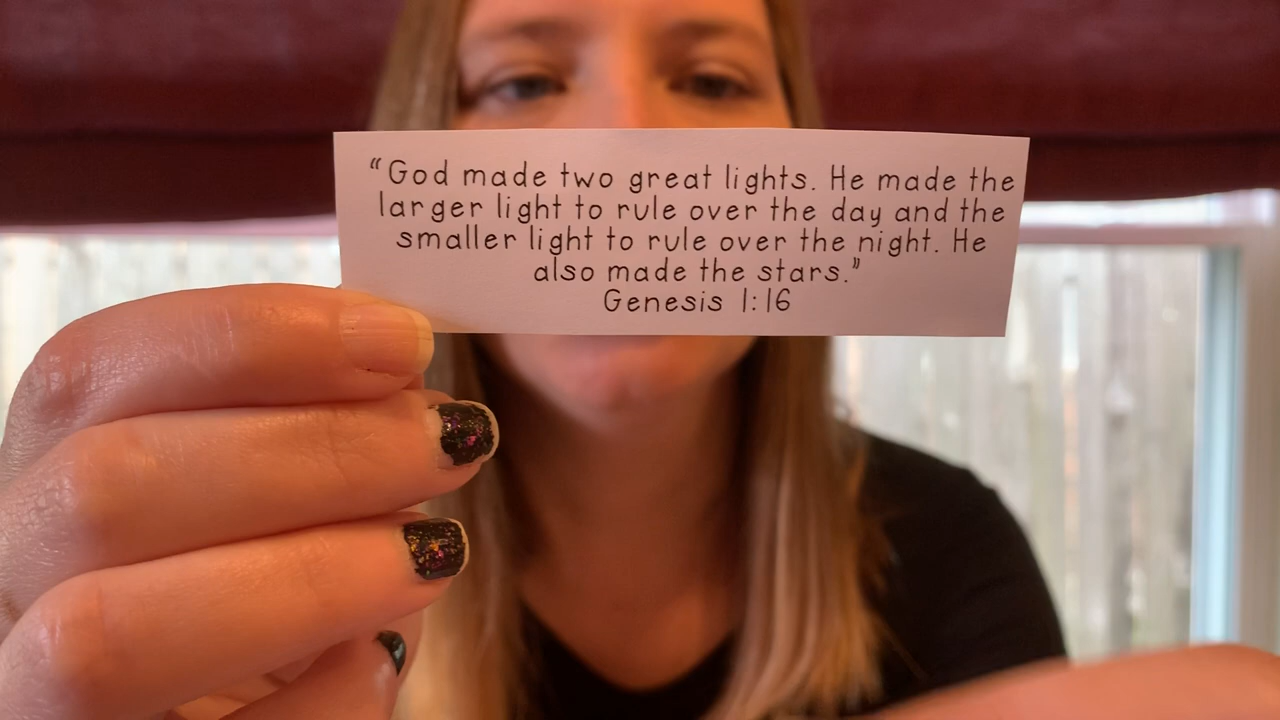 “God made two great lights. He made the
larger light to rule over the day and the
smaller light to rule over the night. He
also made the stars.”
Genesis 1:16